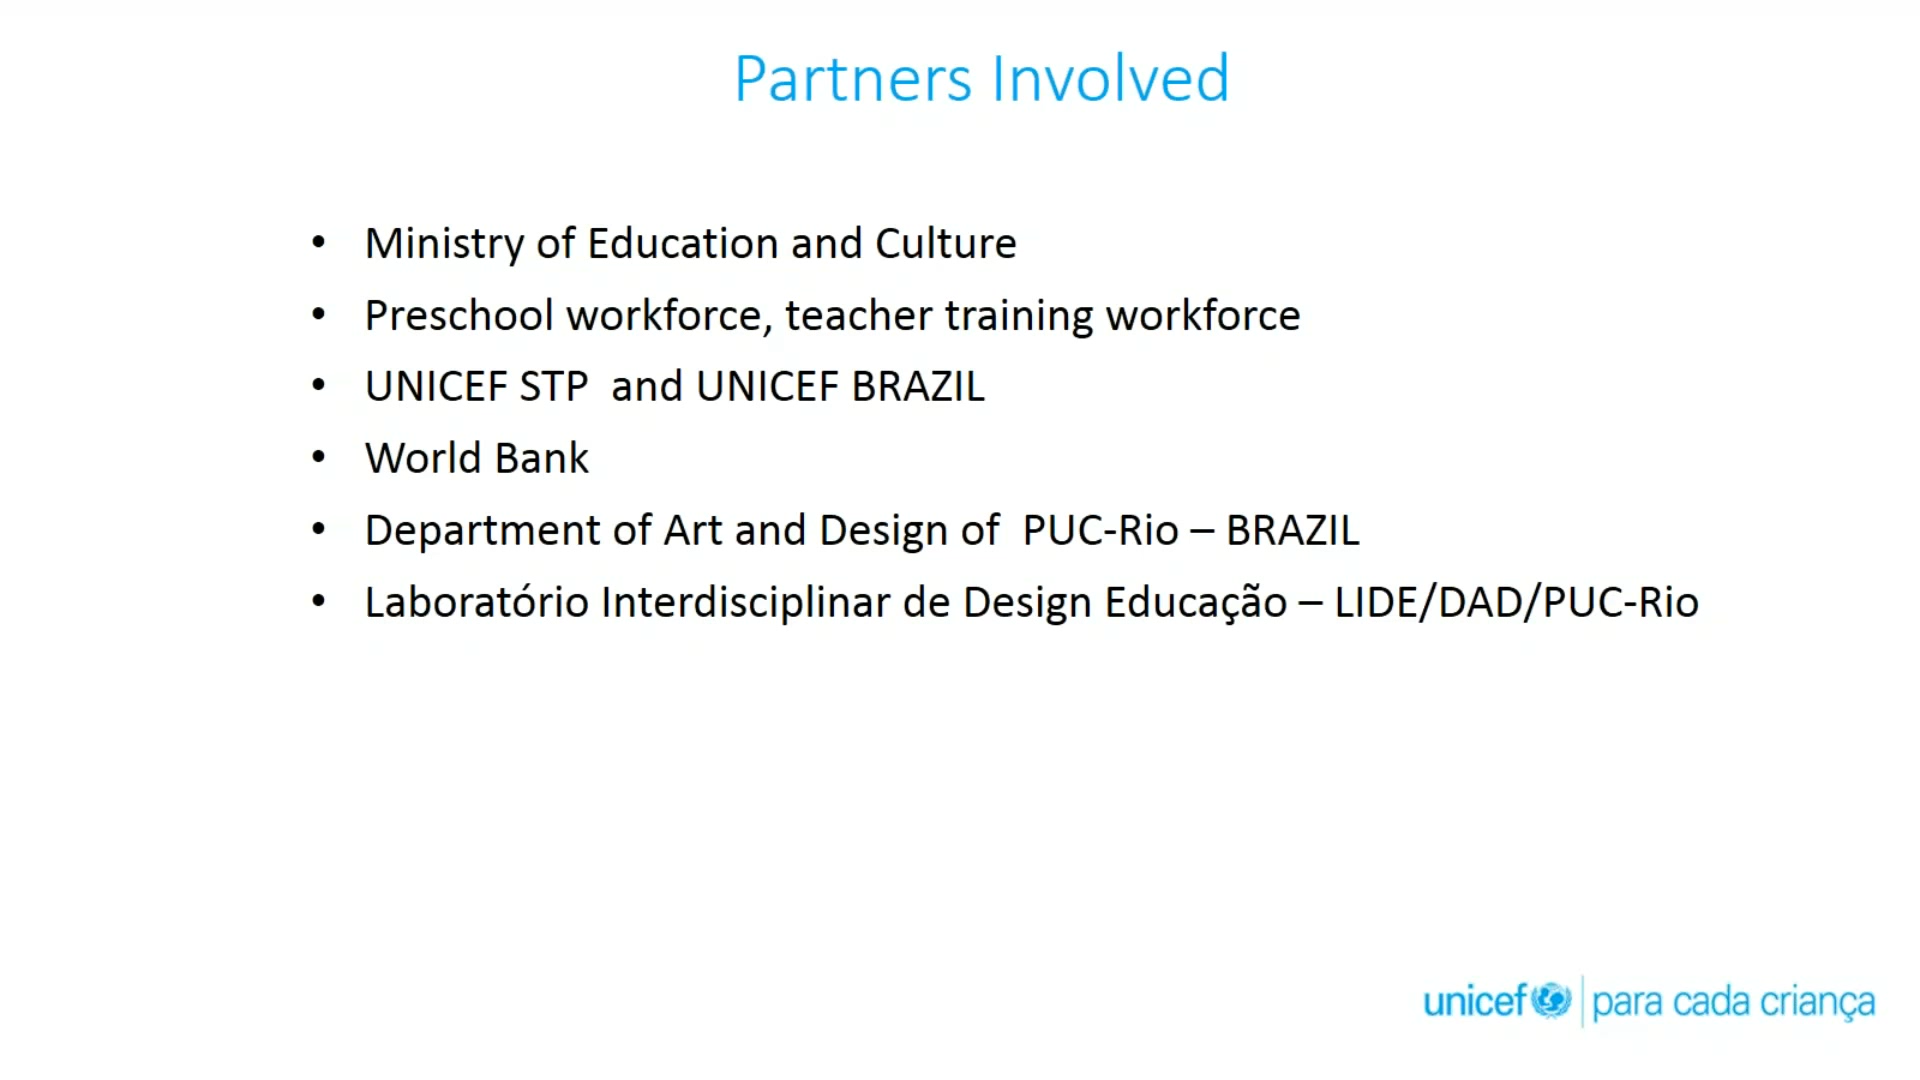 Partners Involved
• Ministry of Education and Culture
• Preschool workforce, teacher training workforce
• UNICEF STP and UNICEF BRAZIL
• World Bank
• Department of Art and Design of PUC-Rio – BRAZIL
• Laboratório Interdisciplinar de Design Educação – LIDE/DAD/PUC-Rio
unicef para cada criança